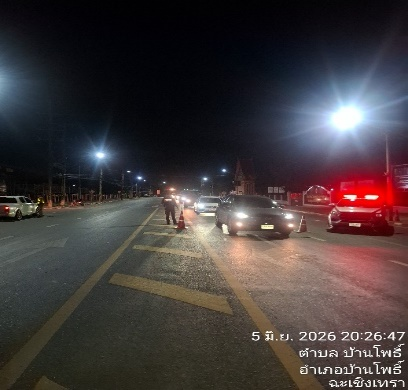 5 มี.ย. 2026 20:26:47
ตำบล บ้านโพธิ์
อำเภอบ้านโพธิ์
ฉะเชิงเทรา